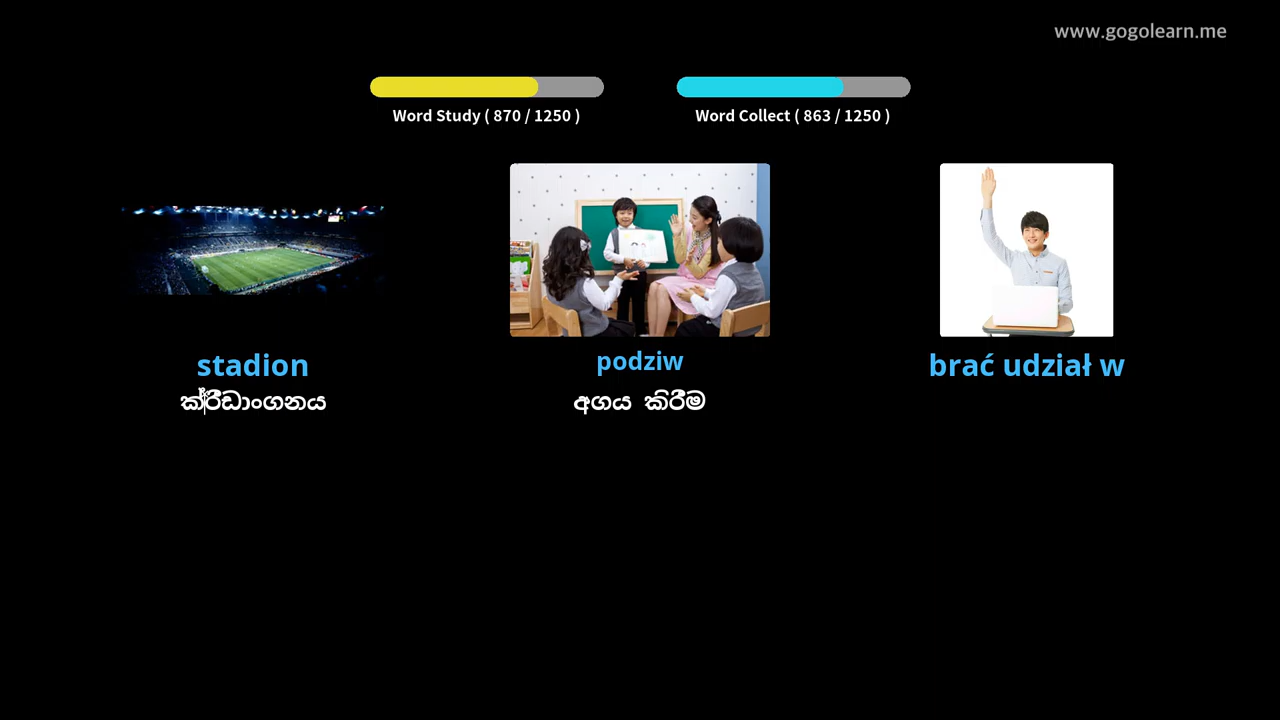 www.gogolearn.me
Word Study ( 870 / 1250 )
Word Collect ( 863 / 1250 )
stadion
podziw
brać udział w
ක්රීඩාංගනය
අගය කිරීම